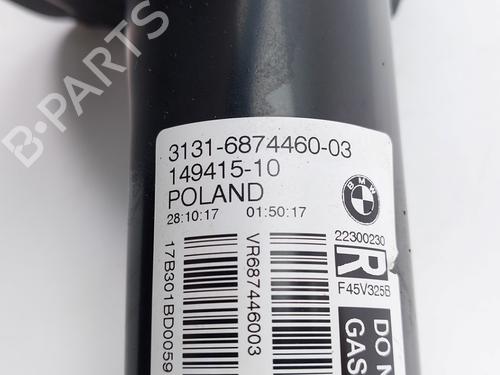 B-PARTS
3131-6874460-03
149415-10
POLAND
28:10:17 01:50:17
BMW
22300230
R
F45V325B
17B301BD0059
VR687446003
DO N
GAS